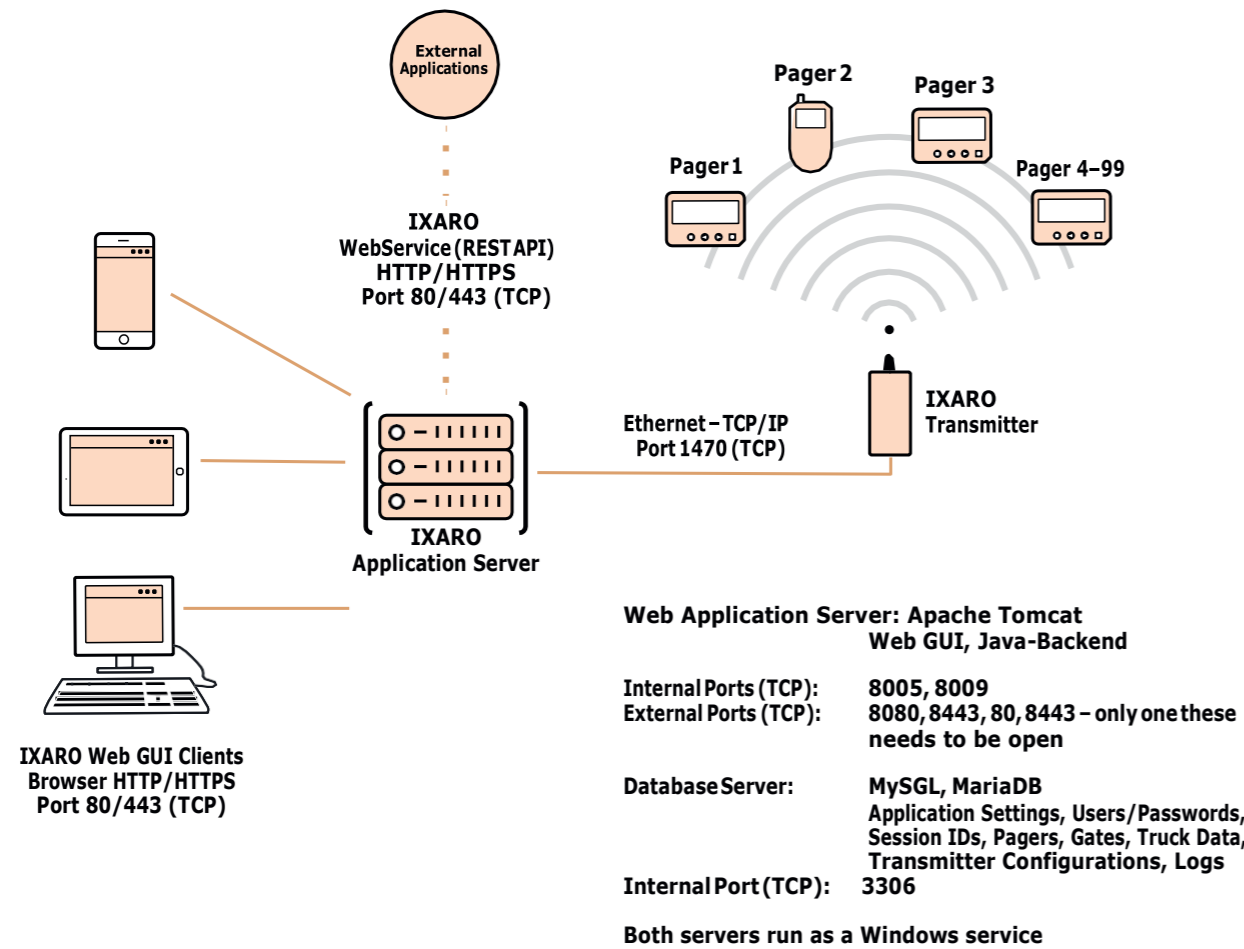 External
Applications
Pager 2
Pager 3
Pager 1
Pager 4–99
IXARO
WebService (REST API)
HTTP/HTTPS
Port 80/443 (TCP)
IXARO
Transmitter
Ethernet – TCP/IP
Port 1470 (TCP)
IXARO
Application Server
IXARO Web GUI Clients
Browser HTTP/HTTPS
Port 80/443 (TCP)
Web Application Server: Apache Tomcat
Web GUI, Java-Backend
Internal Ports (TCP): 8005, 8009
External Ports (TCP): 8080, 8443, 80, 8443 – only one these
needs to be open
Database Server: MySGL, MariaDB
Application Settings, Users/Passwords,
Session IDs, Pagers, Gates, Truck Data,
Transmitter Configurations, Logs
Internal Port (TCP): 3306
Both servers run as a Windows service